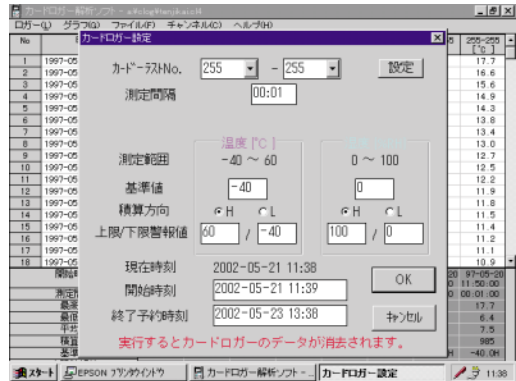 カードロガー解析ソフト
ロガー(L) グラフ(G) ファイル(F) チャンネル(C) ヘルプ(H)
カードロガー設定
No
255-255
[℃]
1 1997-05 17.7
2 1997-05 16.6
3 1997-05 15.6
4 1997-05 14.9
5 1997-05 14.3
6 1997-05 13.8
7 1997-05 13.4
8 1997-05 13.0
9 1997-05 12.7
10 1997-05 12.5
11 1997-05 12.2
12 1997-05 11.9
13 1997-05 11.8
14 1997-05 11.5
15 1997-05 11.4
16 1997-05 11.2
17 1997-05 11.1
18 1997-05 10.9
カード-ラストNo. 255 - 255 設定
測定間隔 00:01
温度 [℃]
測定範囲 -40 ～ 60 0 ～ 100
基準値 -40 0
積算方向 H L H L
上限/下限警報値 60 / -40 100 / 0
現在時刻 2002-05-21 11:38
開始時刻 2002-05-21 11:39
終了予約時刻 2002-05-23 13:38
OK
キャンセル
実行するとカードロガーのデータが消去されます。
97-05-20
11:50:00
00:01:00
17.7
6.4
7.5
985
-40.0H
スタート EPSON プリンタウインドウ カードロガー解析ソフト - ... カードロガー設定 11:38